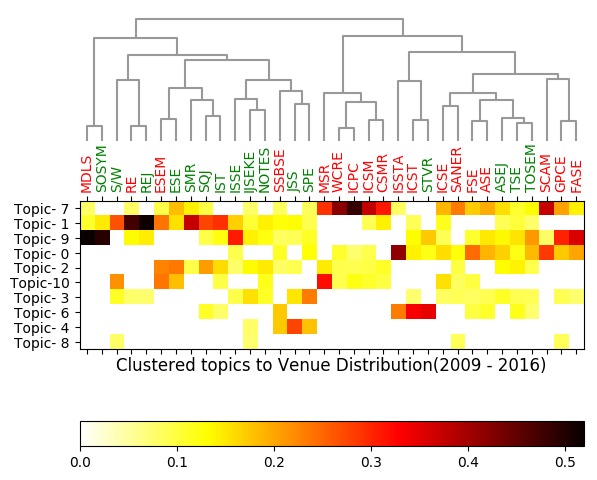 MDLS SOSYM S/W RE REJ ESEM ESE SMR SOJ IST ISSE IJSEKE NOTES SSBSE JSS SPE MSR WCRE ICPC ICSM CSMR ISSTA ICST STVR ICSE SANER FSE ASE ASEJ TSE TOSEM SCAM GPCE FASE
Topic- 7
Topic- 1
Topic- 9
Topic- 0
Topic- 2
Topic-10
Topic- 3
Topic- 6
Topic- 4
Topic- 8
Clustered topics to Venue Distribution(2009 - 2016)
0.0 0.1 0.2 0.3 0.4 0.5